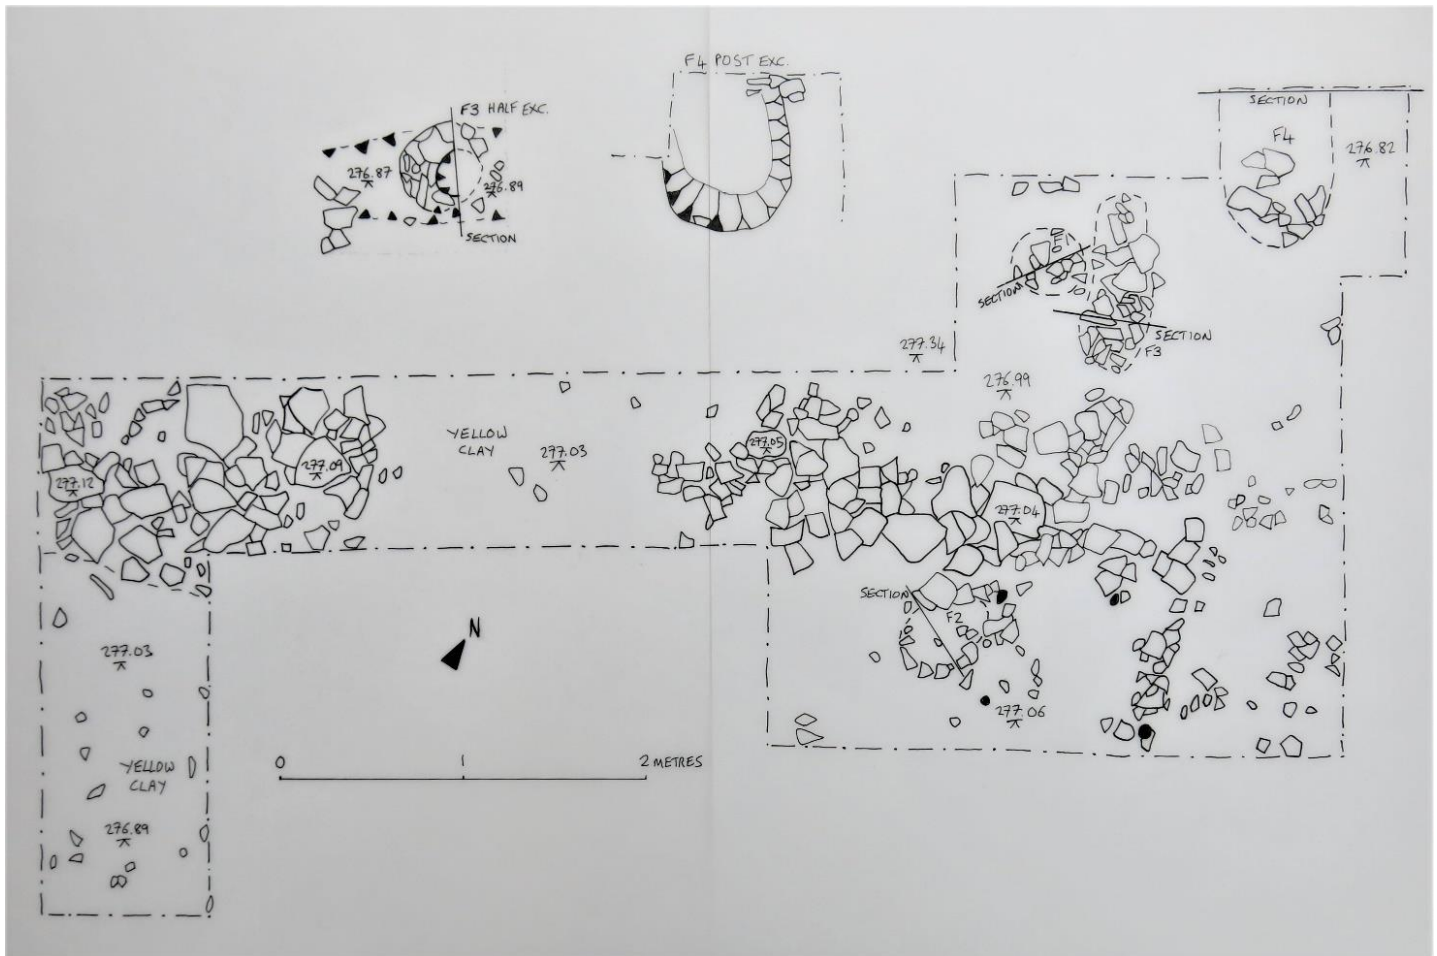 F4 POST EXC.
F3 HALF EXC.
276.87
276.89
SECTION
SECTION
F4
276.82
F1
SECTION
SECTION
F3
277.34
276.99
YELLOW
CLAY
277.03
277.05
277.09
277.12
277.04
SECTION
F2
277.06
N
277.03
YELLOW
CLAY
276.89
0 1 2 METRES